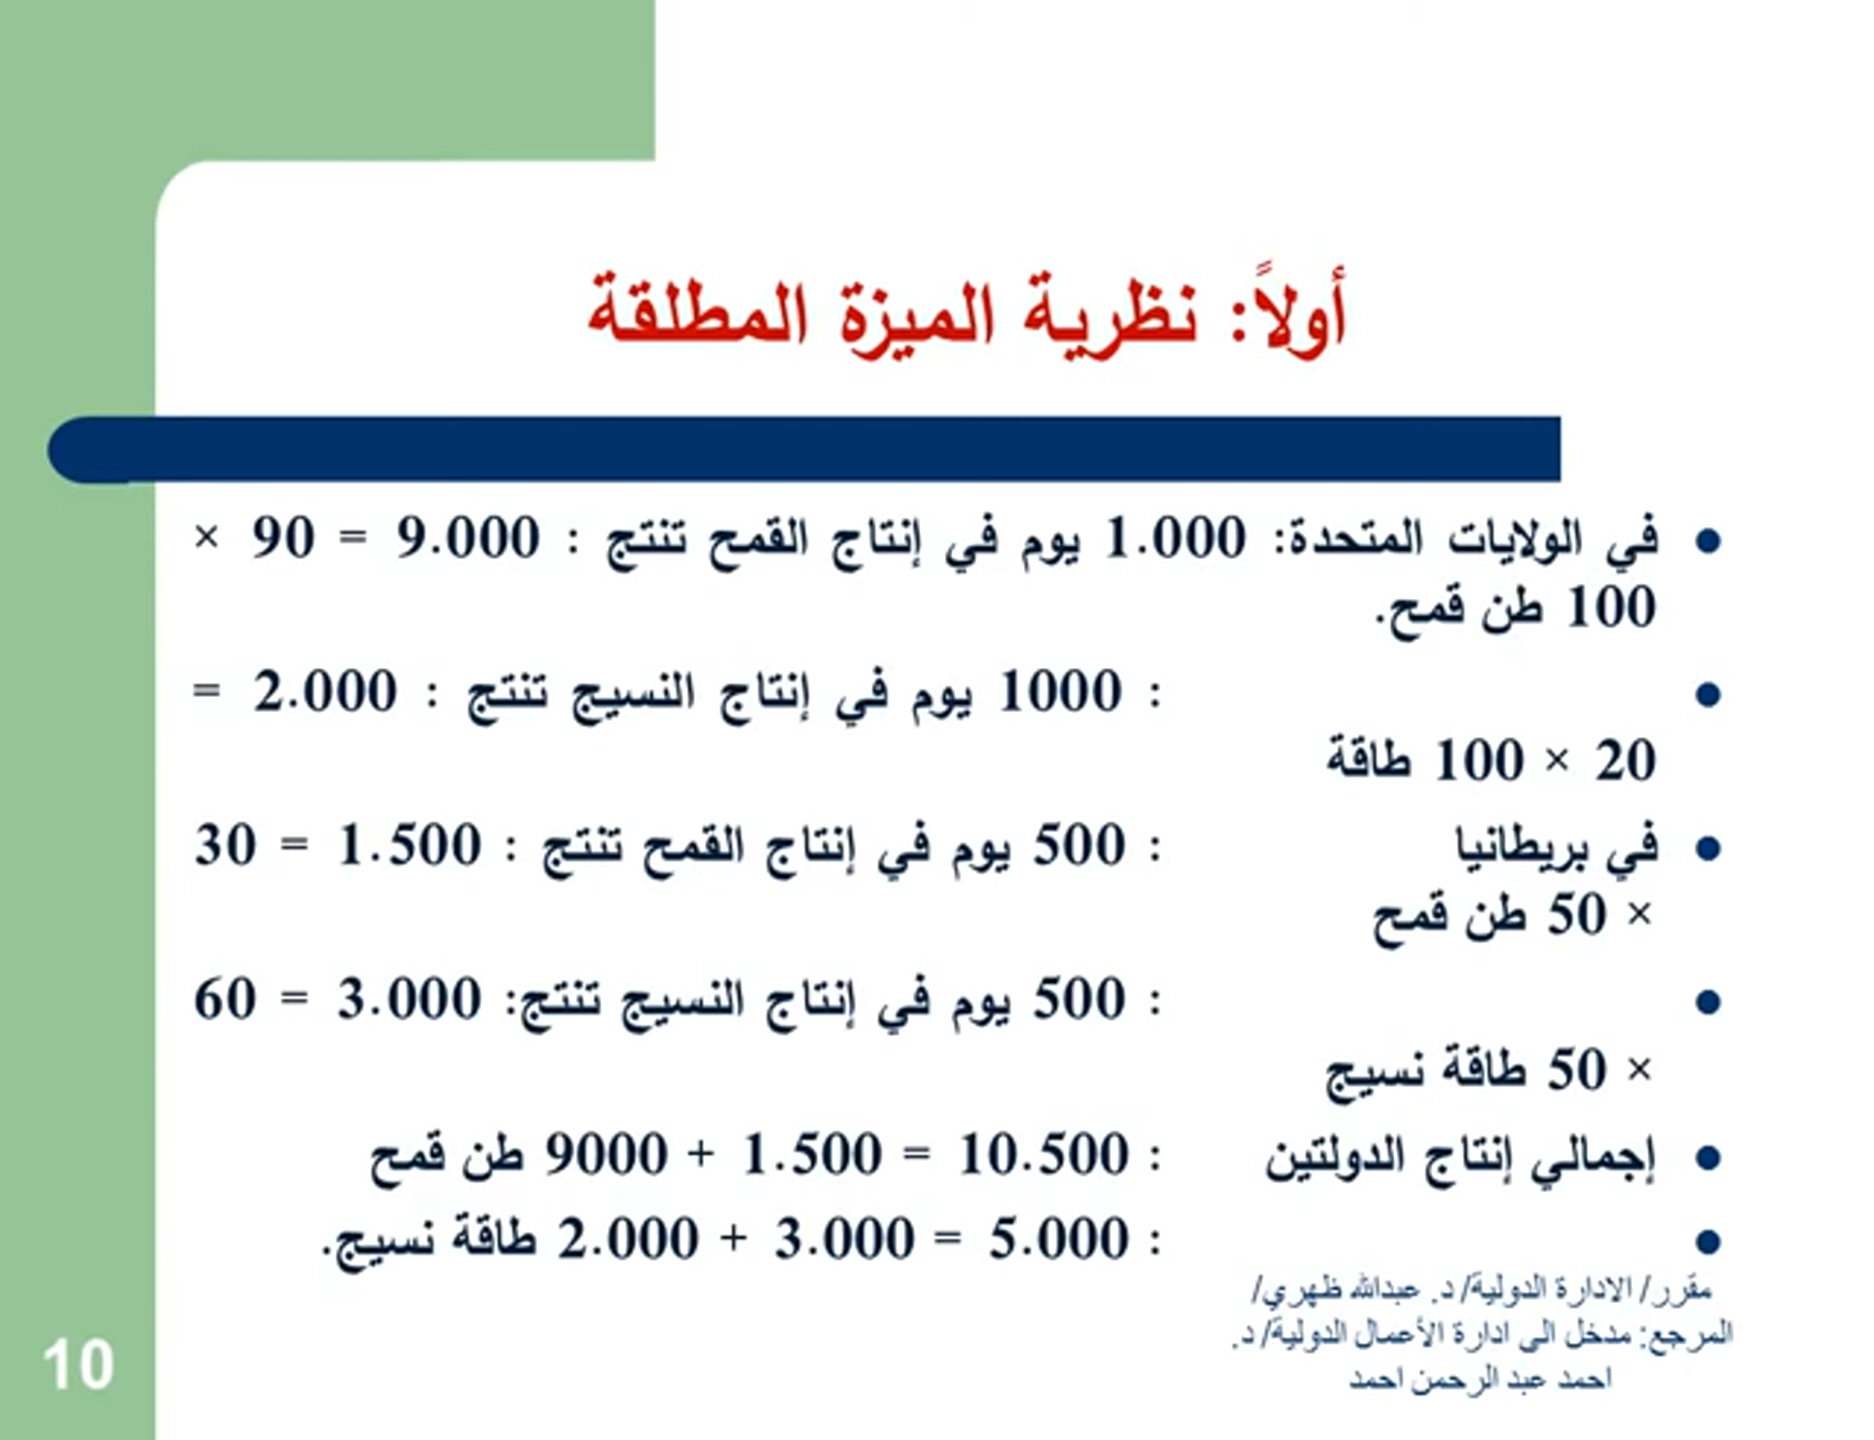 أولاً: نظرية الميزة المطلقة
في الولايات المتحدة: 1.000 يوم في إنتاج القمح تنتج : 9.000 = 90 ×
100 طن قمح.
: 1000 يوم في إنتاج النسيج تنتج : 2.000 =
20 × 100 طاقة
في بريطانيا : 500 يوم في إنتاج القمح تنتج : 1.500 = 30
× 50 طن قمح
: 500 يوم في إنتاج النسيج تنتج: 3.000 = 60
× 50 طاقة نسيج
إجمالي إنتاج الدولتين : 10.500 = 1.500 + 9000 طن قمح
: 5.000 = 3.000 + 2.000 طاقة نسيج.
مقرر/ الادارة الدولية/ د. عبدالله ظهري/
المرجع: مدخل الى ادارة الأعمال الدولية/ د.
احمد عبد الرحمن احمد
10